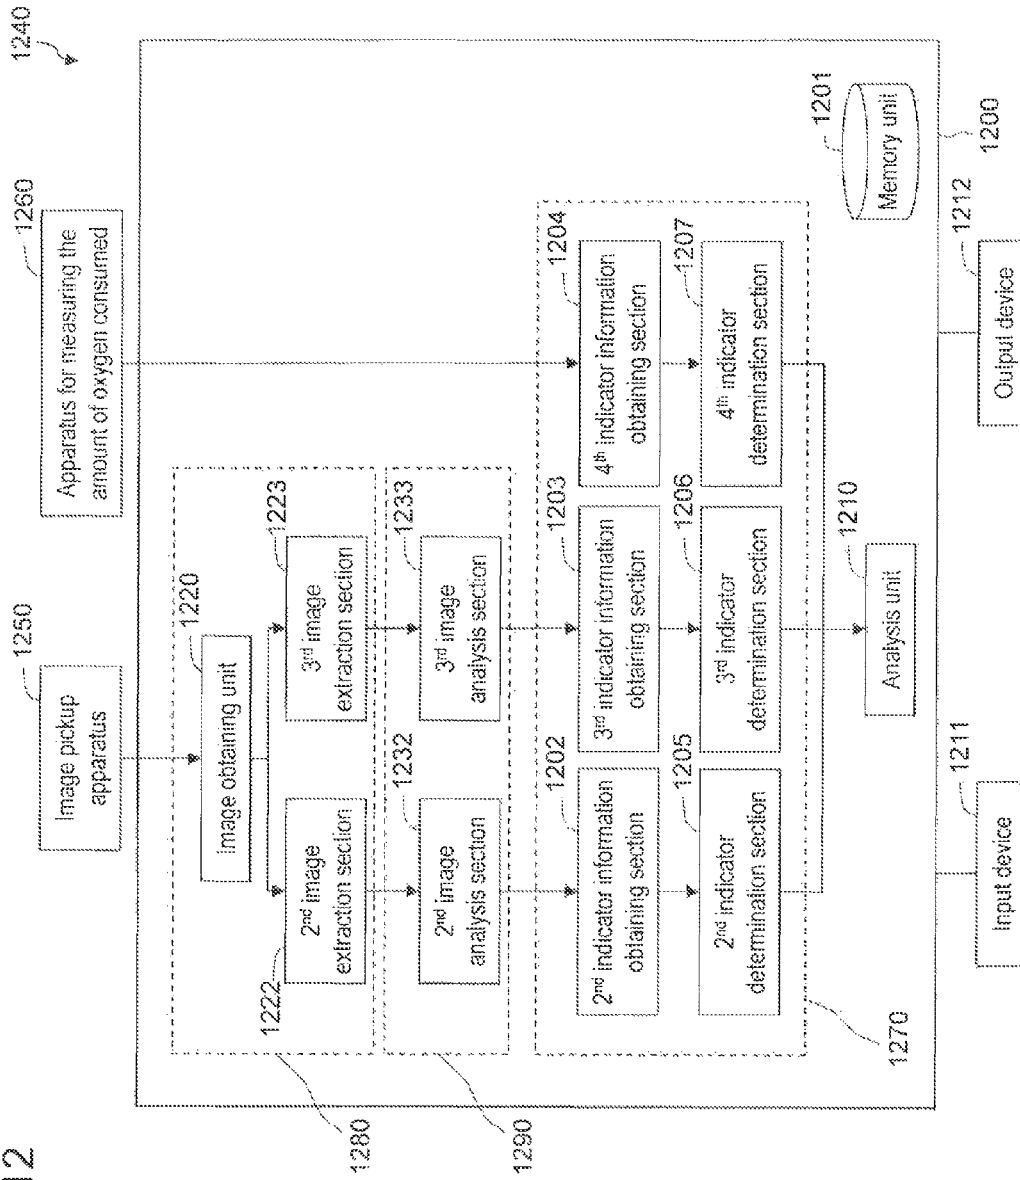 12
1240
1250
Image pickup
apparatus
1260
Apparatus for measuring the
amount of oxygen consumed
1220
Image obtaining unit
1222
2nd image
extraction section
1223
3rd image
extraction section
1280
1232
2nd image
analysis section
1233
3rd image
analysis section
1290
1202
2nd indicator information
obtaining section
1203
3rd indicator information
obtaining section
1204
4th indicator information
obtaining section
1205
2nd indicator
determination section
1206
3rd indicator
determination section
1207
4th indicator
determination section
1270
1210
Analysis unit
1201
Memory unit
1200
1211
Input device
1212
Output device